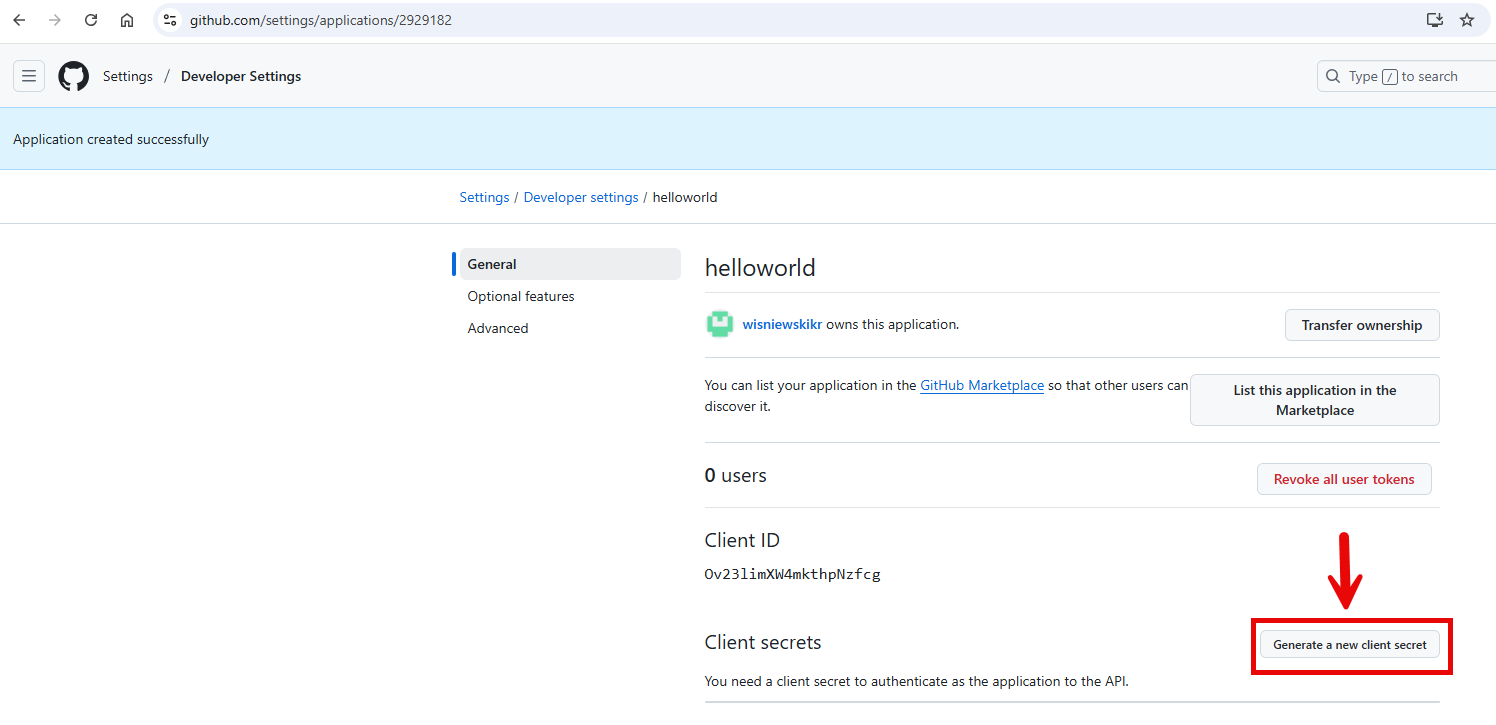 github.com/settings/applications/2929182
Settings / Developer Settings
Type / to search
Application created successfully
Settings / Developer settings / helloworld
General
Optional features
Advanced
helloworld
wisniewskikr owns this application.
Transfer ownership
You can list your application in the GitHub Marketplace so that other users can
discover it.
List this application in the
Marketplace
0 users
Revoke all user tokens
Client ID
Ov23limXW4mkthpNzfcg
Client secrets
Generate a new client secret
You need a client secret to authenticate as the application to the API.